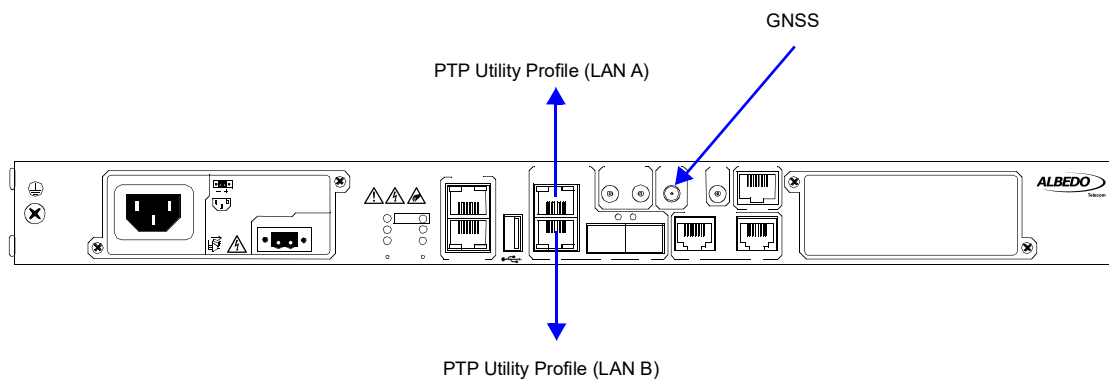 GNSS
PTP Utility Profile (LAN A)
ALBEDO
Telecom
PTP Utility Profile (LAN B)